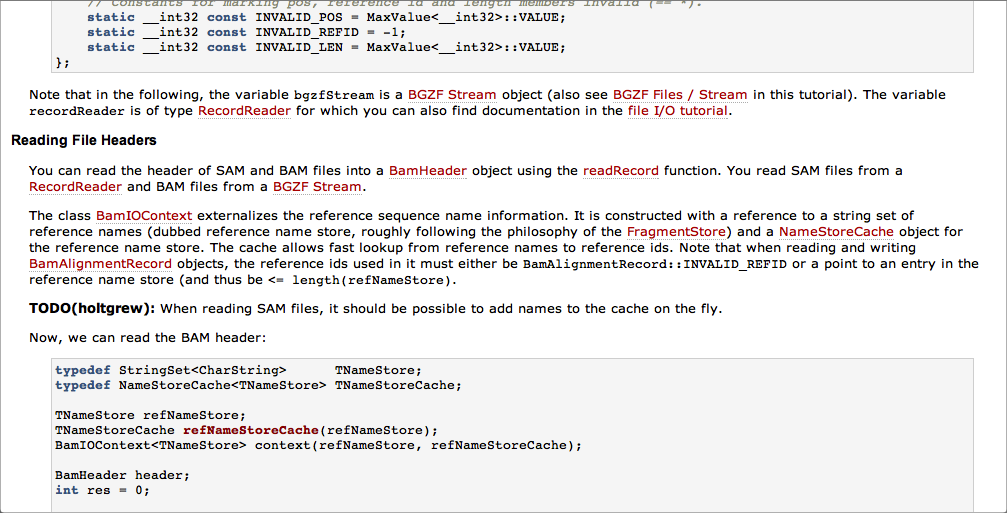 // Constants for marking pos, reference id and length members invalid (== *).
static __int32 const INVALID_POS = MaxValue<__int32>::VALUE;
static __int32 const INVALID_REFID = -1;
static __int32 const INVALID_LEN = MaxValue<__int32>::VALUE;
};
Note that in the following, the variable bgzfStream is a BGZF Stream object (also see BGZF Files / Stream in this tutorial). The variable
recordReader is of type RecordReader for which you can also find documentation in the file I/O tutorial.
Reading File Headers
You can read the header of SAM and BAM files into a BamHeader object using the readRecord function. You read SAM files from a
RecordReader and BAM files from a BGZF Stream.
The class BamIOContext externalizes the reference sequence name information. It is constructed with a reference to a string set of
reference names (dubbed reference name store, roughly following the philosophy of the FragmentStore) and a NameStoreCache object for
the reference name store. The cache allows fast lookup from reference names to reference ids. Note that when reading and writing
BamAlignmentRecord objects, the reference ids used in it must either be BamAlignmentRecord::INVALID_REFID or a point to an entry in the
reference name store (and thus be <= length(refNameStore).
TODO(holtgrew): When reading SAM files, it should be possible to add names to the cache on the fly.
Now, we can read the BAM header:
typedef StringSet<CharString> TNameStore;
typedef NameStoreCache<TNameStore> TNameStoreCache;
TNameStore refNameStore;
TNameStoreCache refNameStoreCache(refNameStore);
BamIOContext<TNameStore> context(refNameStore, refNameStoreCache);
BamHeader header;
int res = 0;